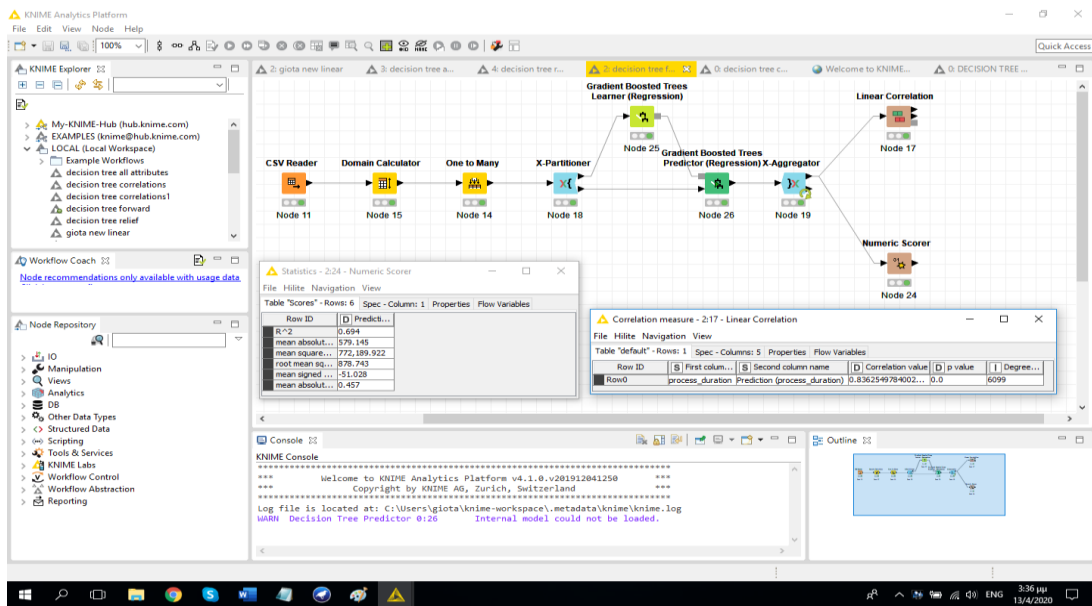 KNIME Analytics Platform
File Edit View Node Help
100%
Quick Access
KNIME Explorer
My-KNIME-Hub (hub.knime.com)
EXAMPLES (knime@hub.knime.com)
LOCAL (Local Workspace)
Example Workflows
decision tree all attributes
decision tree correlations
decision tree correlations1
decision tree forward
decision tree relief
giota new linear
Workflow Coach
Node recommendations only available with usage data
Node Repository
IO
Manipulation
Views
Analytics
DB
Other Data Types
Structured Data
Scripting
Tools & Services
KNIME Labs
Workflow Control
Workflow Abstraction
Reporting
2: giota new linear
3: decision tree a...
4: decision tree r...
2: decision tree f...
0: decision tree c...
Welcome to KNIME...
0: DECISION TREE ...
Gradient Boosted Trees
Learner (Regression)
Node 25
Linear Correlation
Node 17
CSV Reader
Node 11
Domain Calculator
Node 15
One to Many
Node 14
X-Partitioner
Node 18
Gradient Boosted Trees
Predictor (Regression)
Node 26
X-Aggregator
Node 19
Numeric Scorer
Node 24
Statistics - 2:24 - Numeric Scorer
File Hilite Navigation View
Table "Scores" - Rows: 6 Spec - Column: 1 Properties Flow Variables
Row ID D Predicti...
R^2 0.694
mean absolut... 579.145
mean square... 772,189.922
root mean sq... 878.743
mean signed ... -51.028
mean absolut... 0.457
Correlation measure - 2:17 - Linear Correlation
File Hilite Navigation View
Table "default" - Rows: 1 Spec - Columns: 5 Properties Flow Variables
Row ID S First colum... S Second column name D Correlation value D p value I Degree...
Row0 process_duration Prediction (process_duration) 0.8362549784002... 0.0 6099
Console
KNIME Console
*** Welcome to KNIME Analytics Platform v4.1.0.v201912041250 ***
*** Copyright by KNIME AG, Zurich, Switzerland ***
Log file is located at: C:\Users\giota\knime-workspace\.metadata\knime\knime.log
WARN Decision Tree Predictor 0:26 Internal model could not be loaded.
Outline
ENG
3:36 μμ
13/4/2020